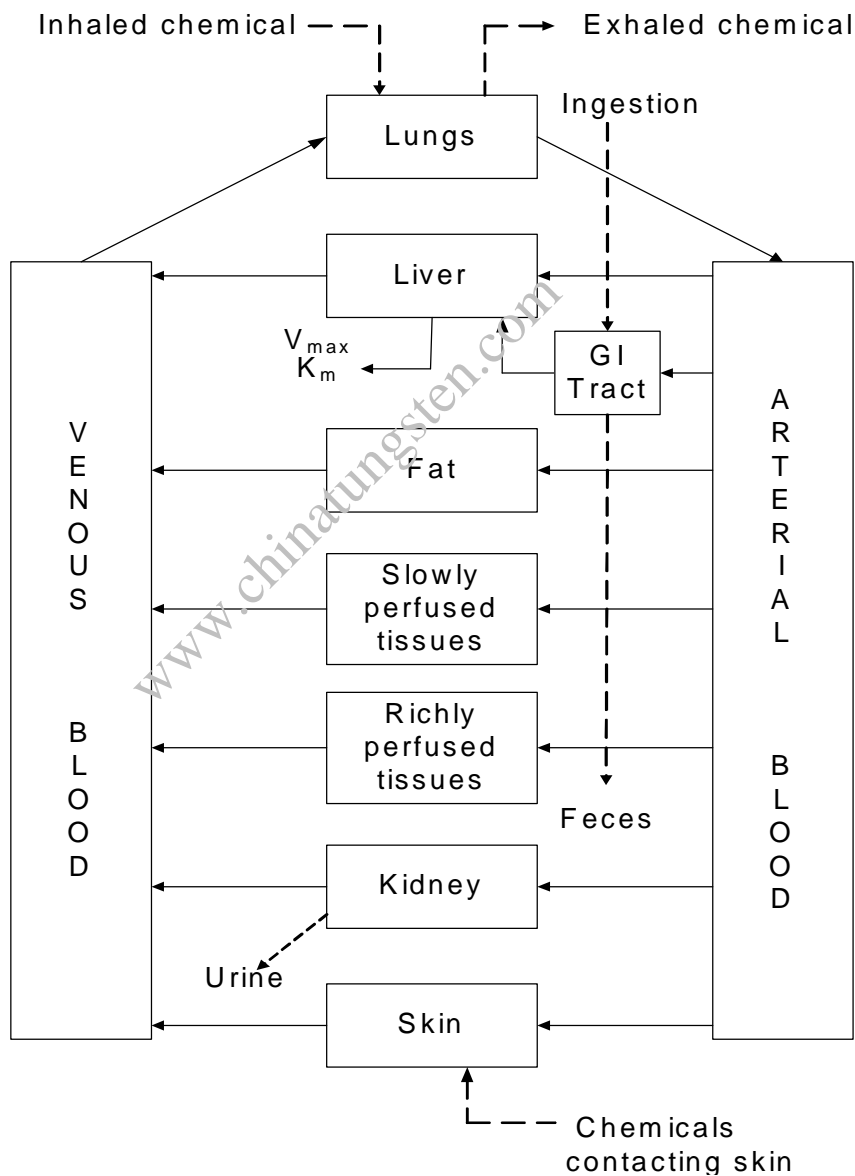 Inhaled chemical
Exhaled chemical
Ingestion
Lungs
Liver
V max
K m
GI
Tract
Fat
Slowly
perfused
tissues
Richly
perfused
tissues
Feces
Kidney
Urine
Skin
Chemicals
contacting skin
VENOUS BLOOD
ARTERIAL BLOOD
www.chinatungsten.com